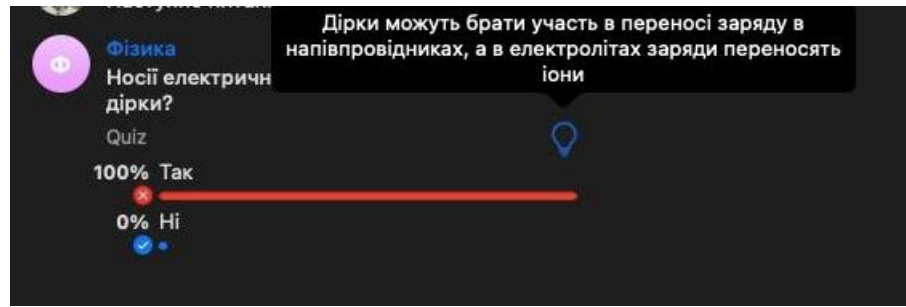 Дірки можуть брати участь в переносі заряду в
напівпровідниках, а в електролітах заряди переносять
іони
Фізика
Носії електричн
дірки?
Quiz
100% Так
0% Ні
Ф